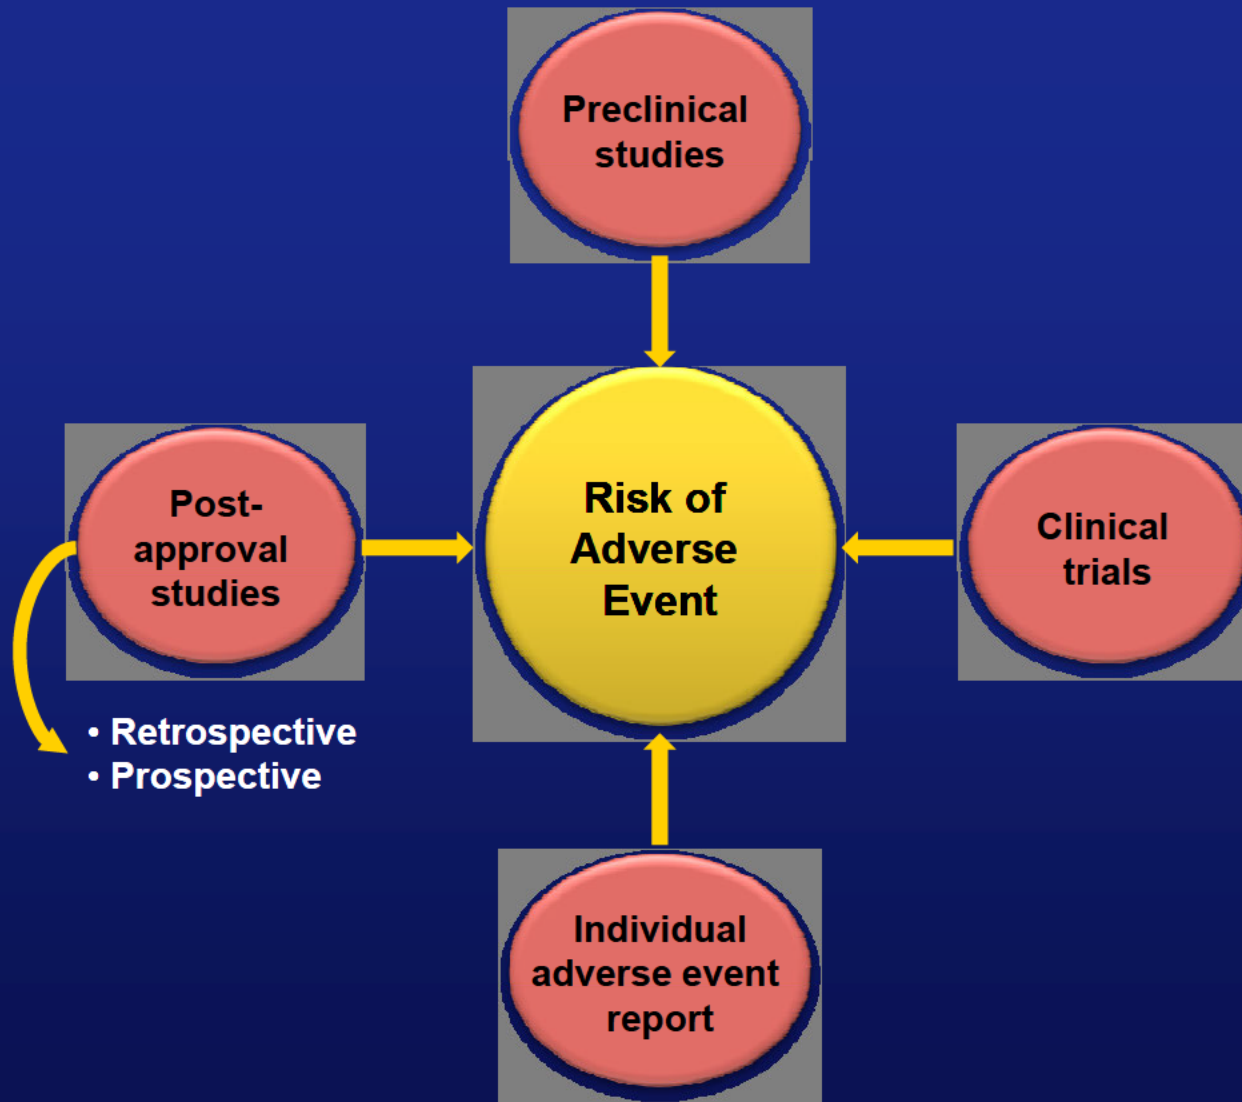 Preclinical
studies
Post-
approval
studies
Risk of
Adverse
Event
Clinical
trials
• Retrospective
• Prospective
Individual
adverse event
report